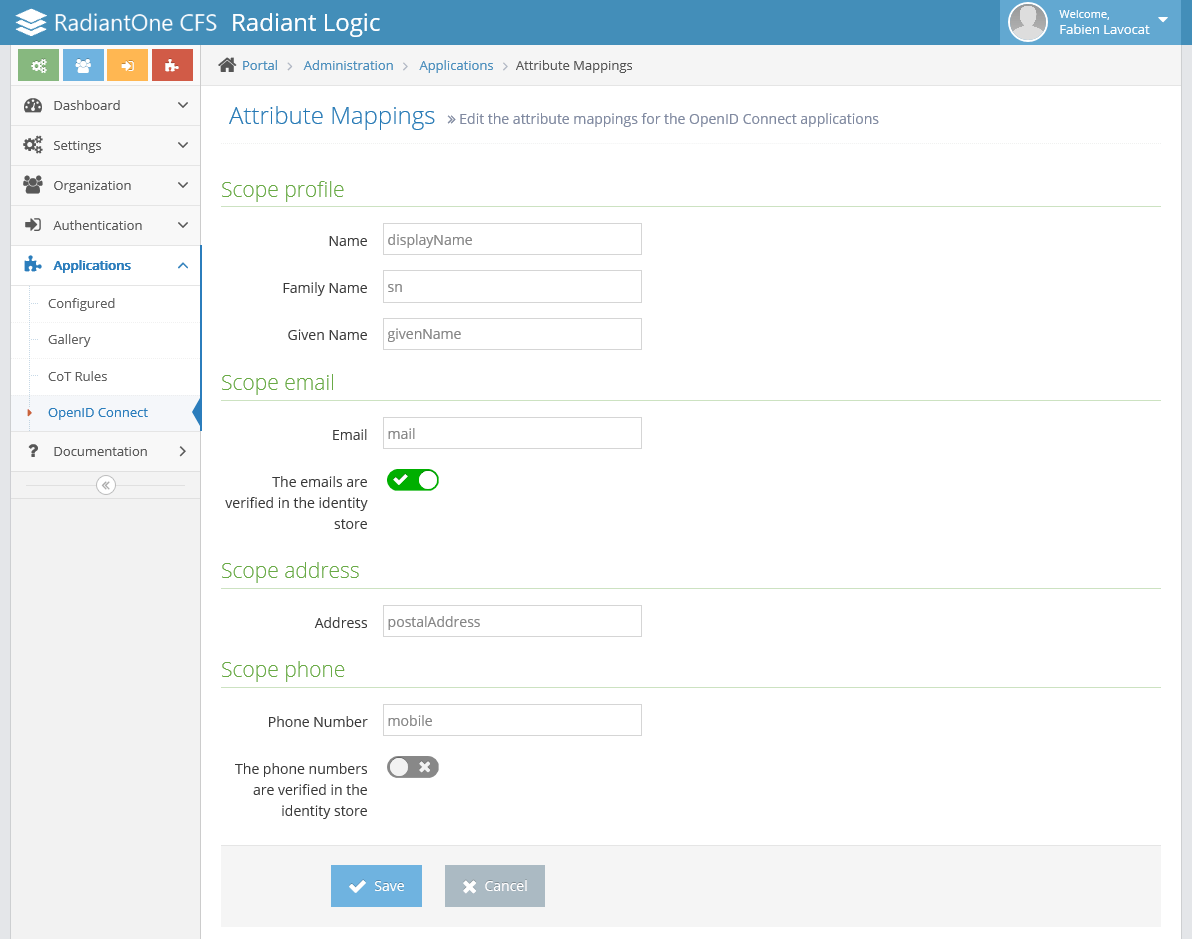 RadiantOne CFS Radiant Logic
Welcome,
Fabien Lavocat
Portal > Administration > Applications > Attribute Mappings
Dashboard
Settings
Organization
Authentication
Applications
Configured
Gallery
CoT Rules
OpenID Connect
? Documentation
«
Attribute Mappings » Edit the attribute mappings for the OpenID Connect applications
Scope profile
Name displayName
Family Name sn
Given Name givenName
Scope email
Email mail
The emails are
verified in the identity
store
Scope address
Address postalAddress
Scope phone
Phone Number mobile
The phone numbers
are verified in the
identity store
Save Cancel